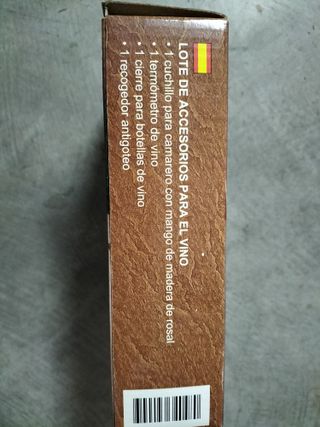 LOTE DE ACCESORIOS PARA EL VINO
• 1 cuchillo para camarero con mango de madera de rosal
• 1 termómetro de vino
• 1 cierre para botellas de vino
• 1 recogedor antigoteo